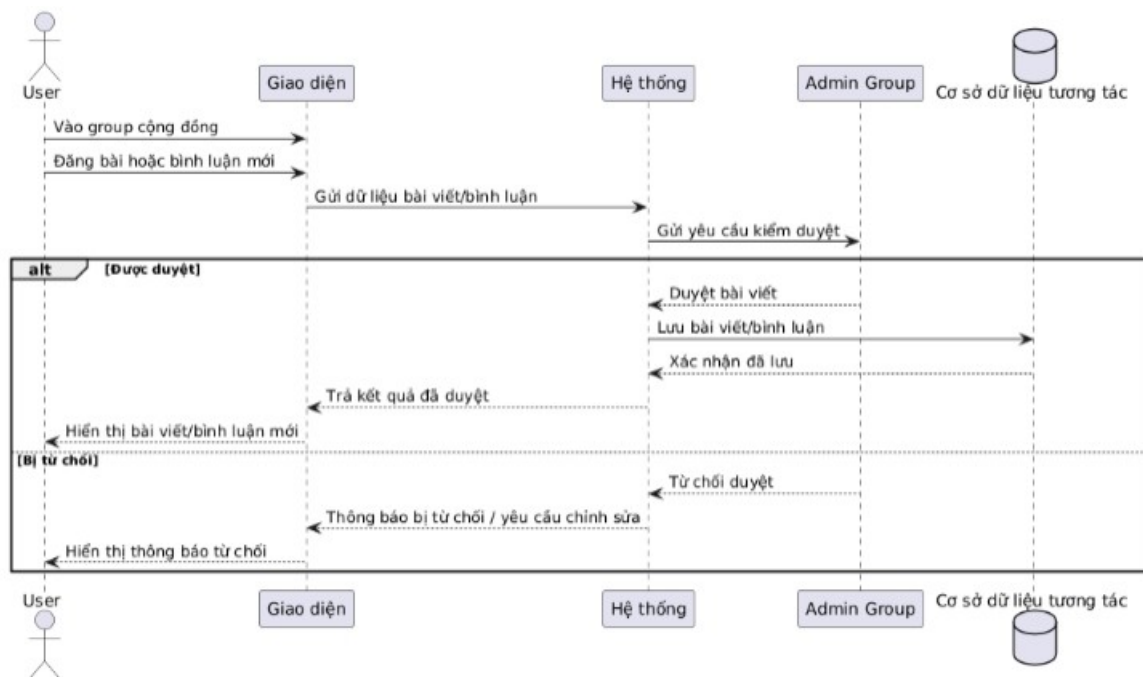 User
Giao diện
Hệ thống
Admin Group
Cơ sở dữ liệu tương tác
Vào group cộng đồng
Đăng bài hoặc bình luận mới
Gửi dữ liệu bài viết/bình luận
Gửi yêu cầu kiểm duyệt
alt [Được duyệt]
Duyệt bài viết
Lưu bài viết/bình luận
Xác nhận đã lưu
Trả kết quả đã duyệt
Hiển thị bài viết/bình luận mới
[Bị từ chối]
Từ chối duyệt
Thông báo bị từ chối / yêu cầu chỉnh sửa
Hiển thị thông báo từ chối
User
Giao diện
Hệ thống
Admin Group
Cơ sở dữ liệu tương tác